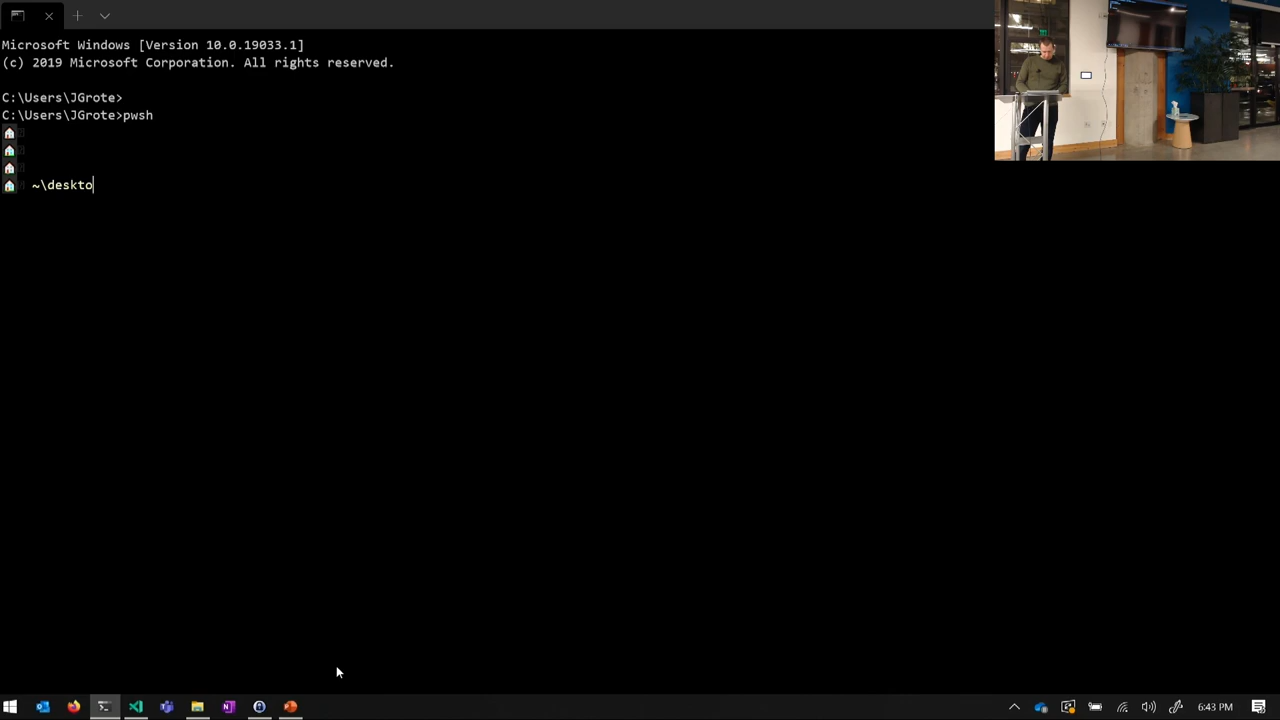 Microsoft Windows [Version 10.0.19033.1]
(c) 2019 Microsoft Corporation. All rights reserved.
C:\Users\JGrote>
C:\Users\JGrote>pwsh
~\deskto
6:43 PM